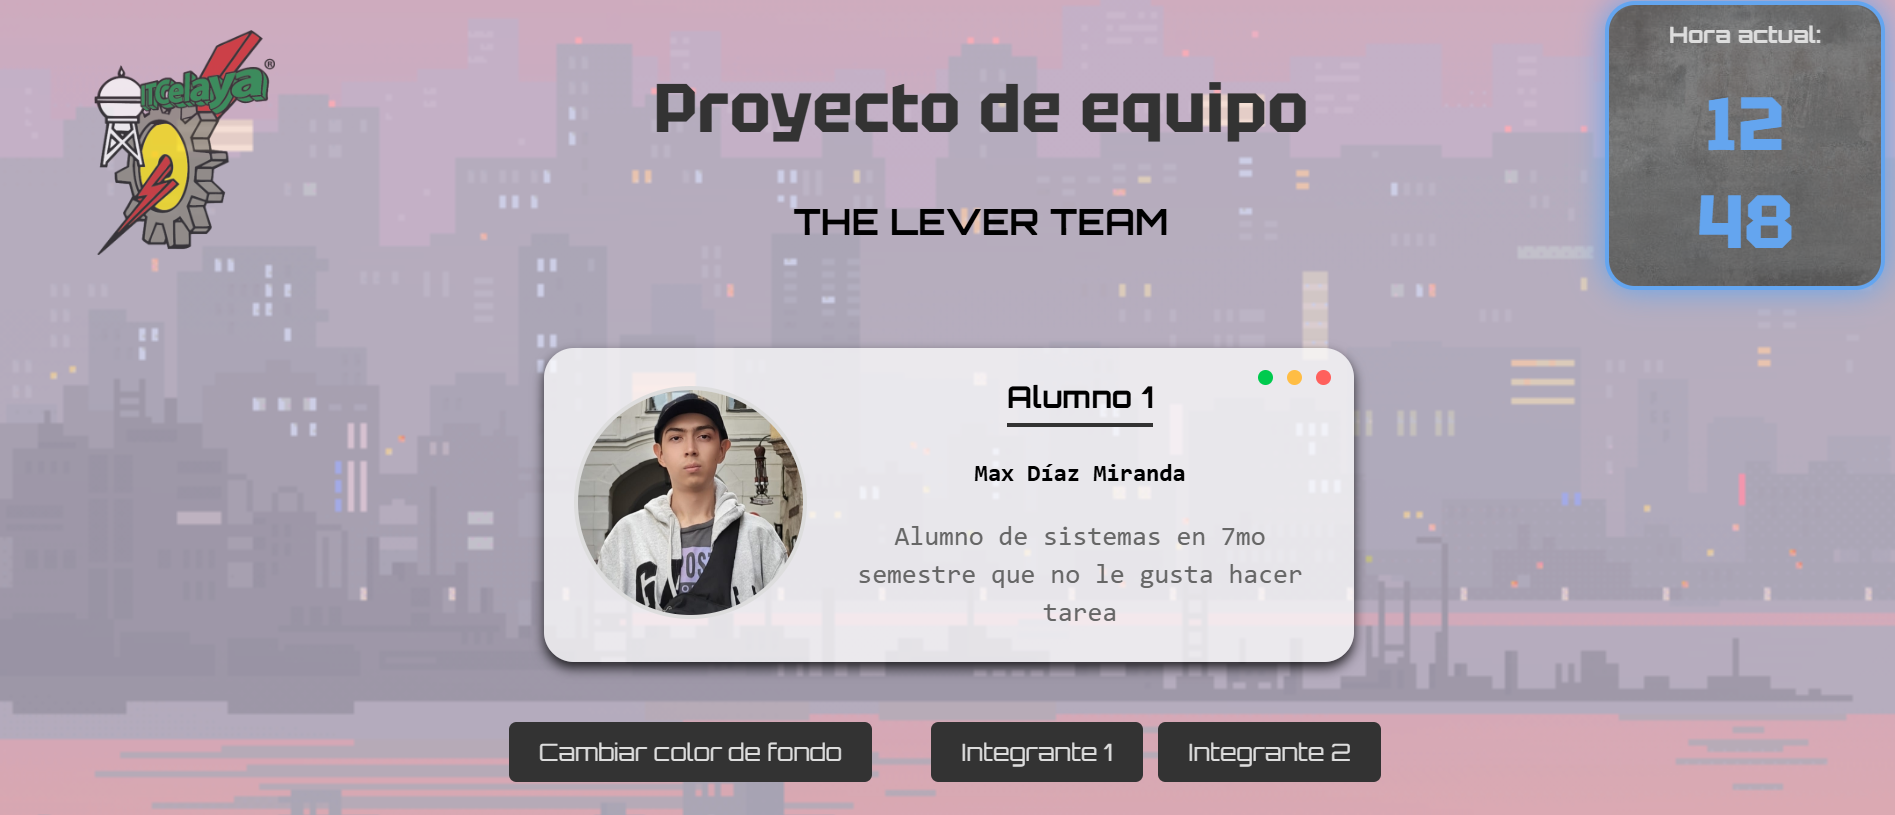 ITCelaya®
Proyecto de equipo
THE LEVER TEAM
Hora actual:
12
48
Alumno 1
Max Díaz Miranda
Alumno de sistemas en 7mo
semestre que no le gusta hacer
tarea
Cambiar color de fondo
Integrante 1
Integrante 2